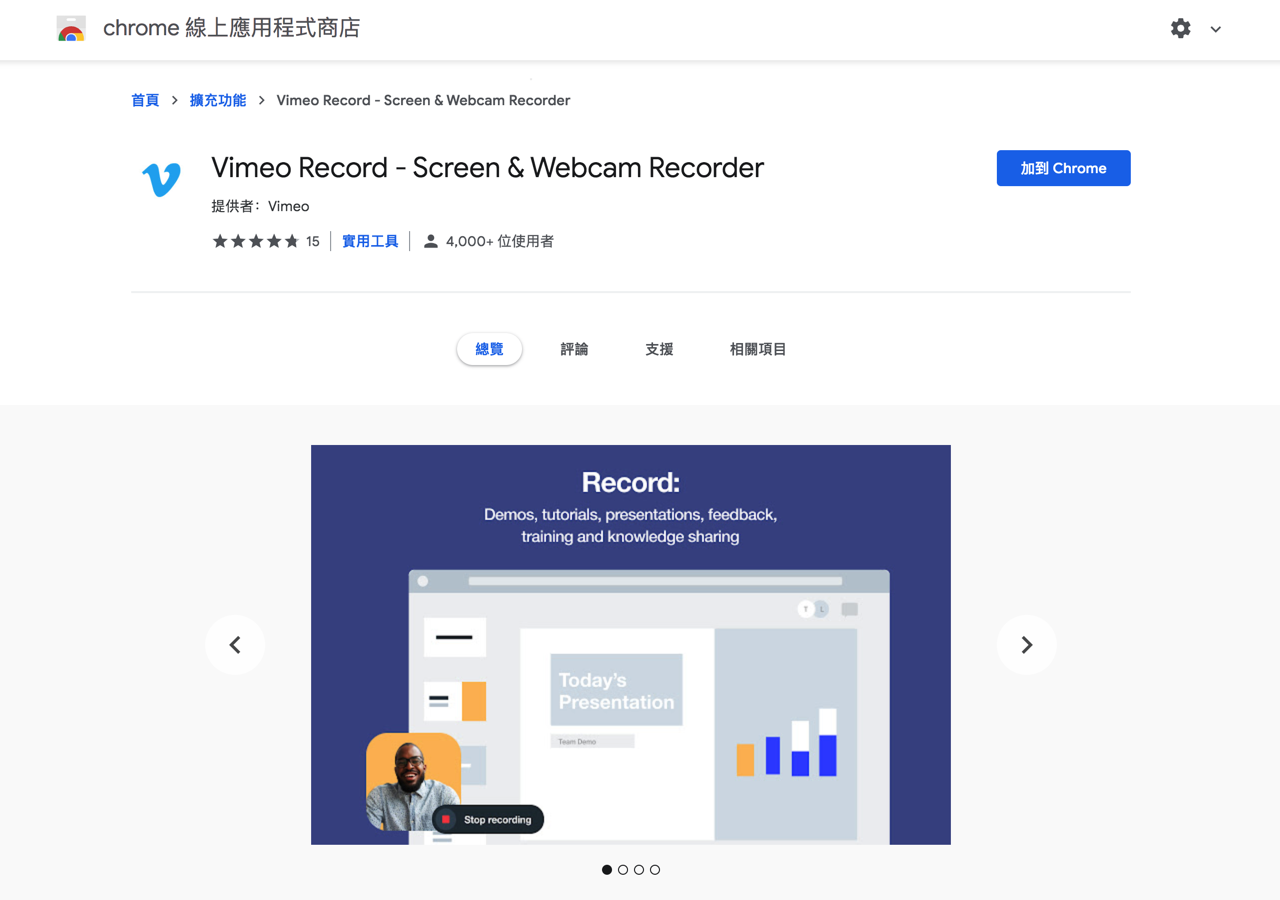 chrome 線上應用程式商店
首頁 > 擴充功能 > Vimeo Record - Screen & Webcam Recorder
Vimeo Record - Screen & Webcam Recorder
加到 Chrome
提供者： Vimeo
15 實用工具 4,000+ 位使用者
總覽 評論 支援 相關項目
Record:
Demos, tutorials, presentations, feedback,
training and knowledge sharing
T L
Today's
Presentation
Team Demo
Stop recording